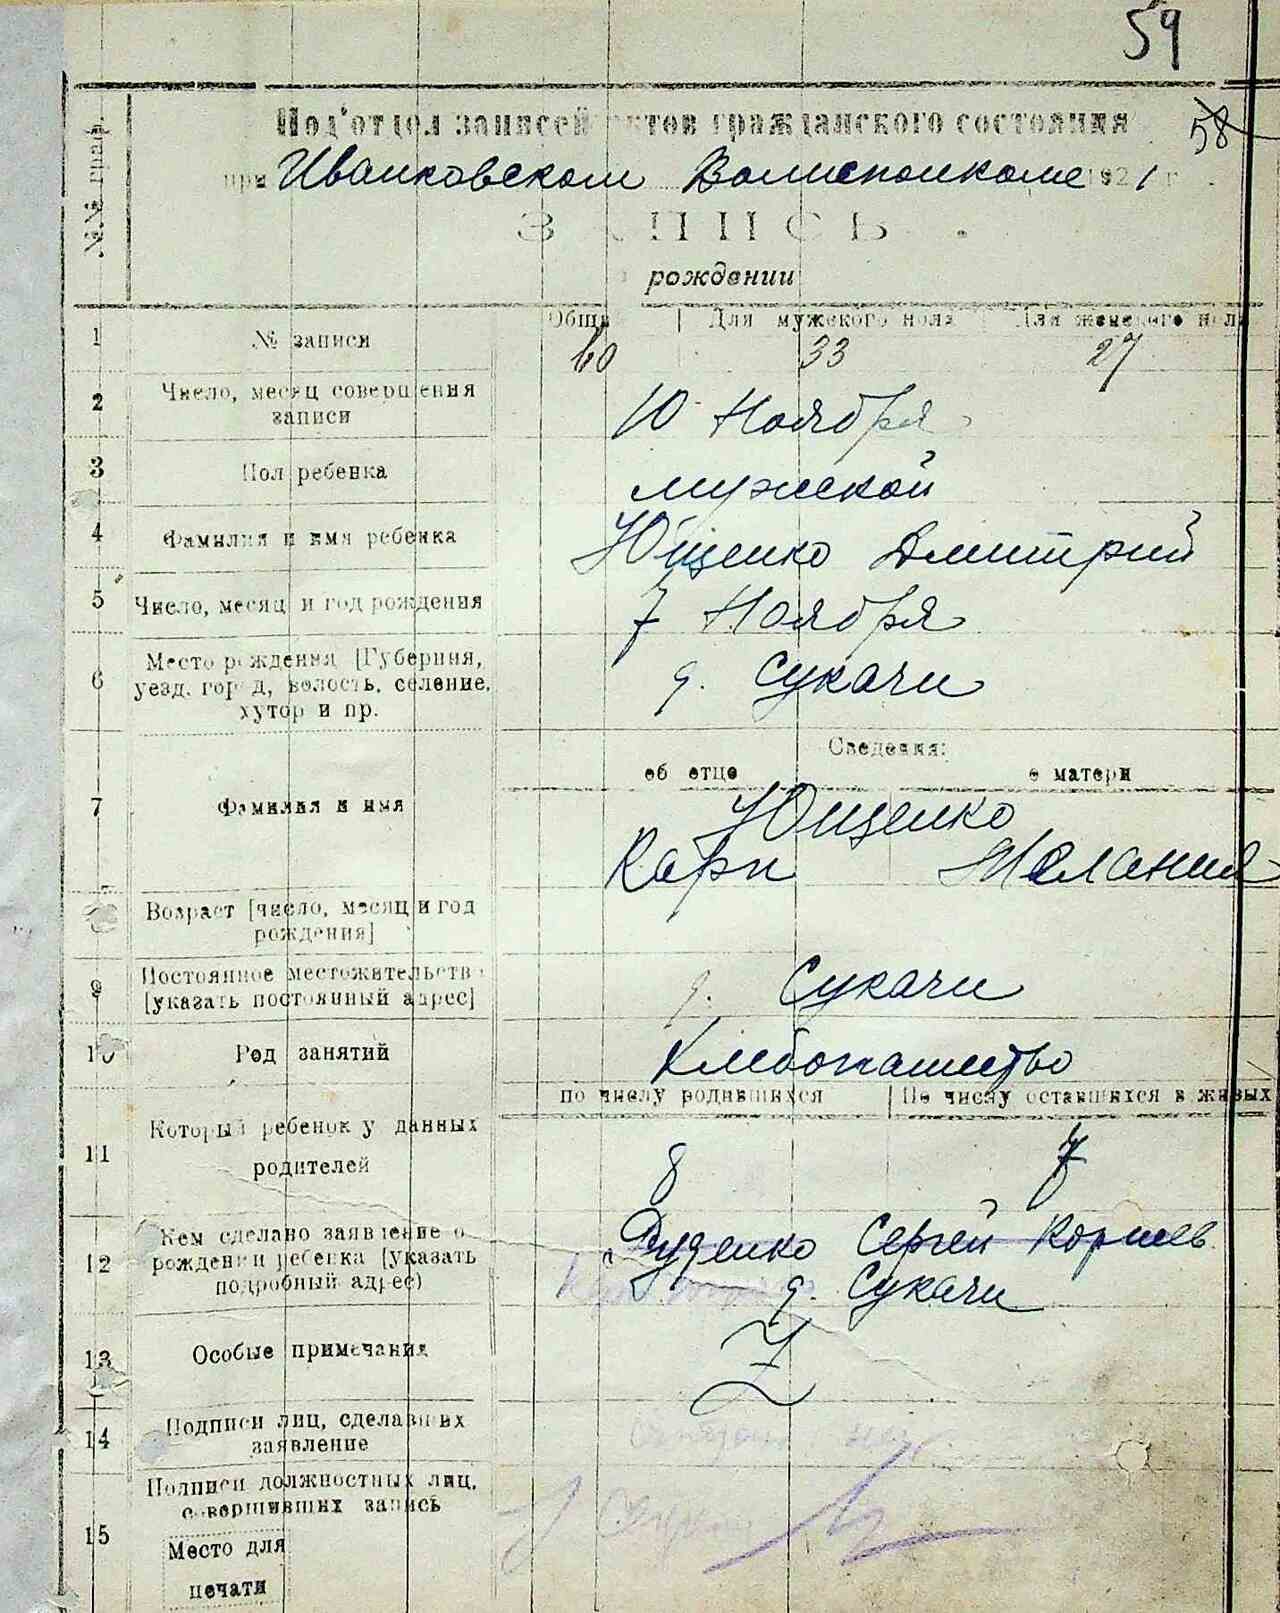 59
58
№№ граф.
Под'отдел записей актов гражданского состояния
при Иванковском Волисполкоме 1921 г.
ЗАПИСЬ
о рождении
Общ. Для мужского пола Для женского пола
1 № записи 60 33 27
2 Число, месяц совершения
записи 10 Ноября
3 Пол ребенка мужской
4 Фамилия и имя ребенка Ющенко Дмитрий
5 Число, месяц и год рождения 7 Ноября
6 Место рождения [Губерния,
уезд, город, волость, селение, д. Сукачи
хутор и пр.
Сведения:
об отце о матери
7 Фамилия и имя Ющенко
Карп Мелания
Возраст [число, месяц и год
рождения]
9 Постоянное местожительство
[указать постоянный адрес] д. Сукачи
10 Род занятий Хлебопашество
по числу родившихся По числу оставшихся в живых
11 Который ребенок у данных
родителей 8 7
12 Кем сделано заявление о
рождении ребенка [указать Руденко Сергей Корнеев
подробный адрес) д. Сукачи
13 Особые примечания
14 Подписи лиц, сделавших
заявление
15 Подписи должностных лиц,
совершивших запись
Место для
печати